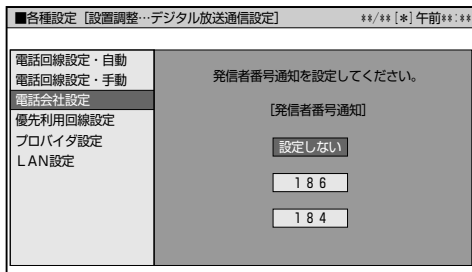 ■各種設定［設置調整…デジタル放送通信設定］ **/**[*]午前**:**
電話回線設定・自動
電話回線設定・手動
電話会社設定
優先利用回線設定
プロバイダ設定
ＬＡＮ設定
発信者番号通知を設定してください。
［発信者番号通知］
設定しない
１８６
１８４